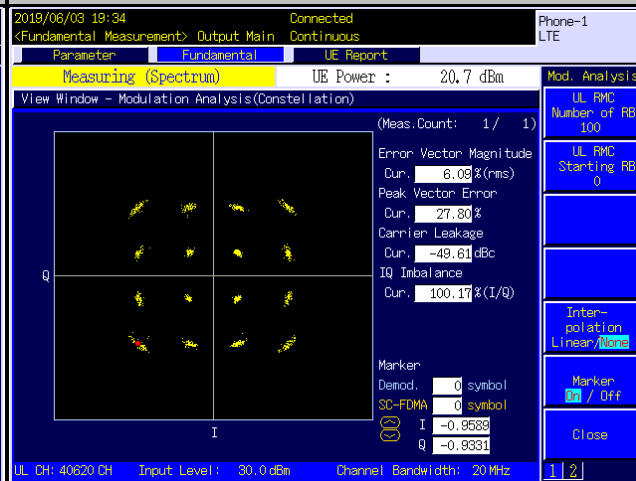 2019/06/03 19:34 Connected Phone-1
<Fundamental Measurement> Output Main Continuous LTE
Parameter Fundamental UE Report
Measuring (Spectrum) UE Power : 20.7 dBm Mod. Analysis
View Window - Modulation Analysis(Constellation)
UL RMC
Number of RB
100
(Meas.Count: 1/ 1)
Error Vector Magnitude
Cur. 6.09 %(rms)
Peak Vector Error
Cur. 27.80 %
Carrier Leakage
Cur. -49.61 dBc
IQ Imbalance
Cur. 100.17 %(I/Q)
UL RMC
Starting RB
0
Q
I
Marker
Demod. 0 symbol
SC-FDMA 0 symbol
I -0.9589
Q -0.9331
Inter-
polation
Linear/None
Marker
On / Off
Close
UL CH: 40620 CH Input Level: 30.0 dBm Channel Bandwidth: 20 MHz 1 2